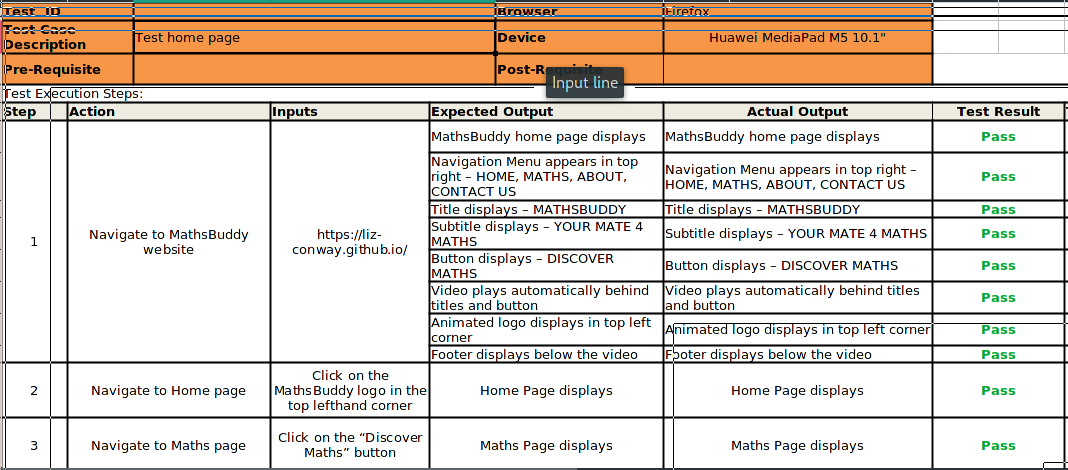 Test_ID Browser Firefox
Test Case
Description Test home page Device Huawei MediaPad M5 10.1"
Pre-Requisite Post-Requisite
Input line
Test Execution Steps:
Step Action Inputs Expected Output Actual Output Test Result
1
Navigate to MathsBuddy
website
https://liz-
conway.github.io/
MathsBuddy home page displays
MathsBuddy home page displays
Pass
Navigation Menu appears in top
right – HOME, MATHS, ABOUT,
CONTACT US
Navigation Menu appears in top right –
HOME, MATHS, ABOUT, CONTACT US
Pass
Title displays – MATHSBUDDY
Title displays – MATHSBUDDY
Pass
Subtitle displays – YOUR MATE 4
MATHS
Subtitle displays – YOUR MATE 4 MATHS
Pass
Button displays – DISCOVER
MATHS
Button displays – DISCOVER MATHS
Pass
Video plays automatically behind
titles and button
Video plays automatically behind titles
and button
Pass
Animated logo displays in top left
corner
Animated logo displays in top left corner
Pass
Footer displays below the video
Footer displays below the video
Pass
2
Navigate to Home page
Click on the
MathsBuddy logo in the
top lefthand corner
Home Page displays
Home Page displays
Pass
3
Navigate to Maths page
Click on the “Discover
Maths” button
Maths Page displays
Maths Page displays
Pass